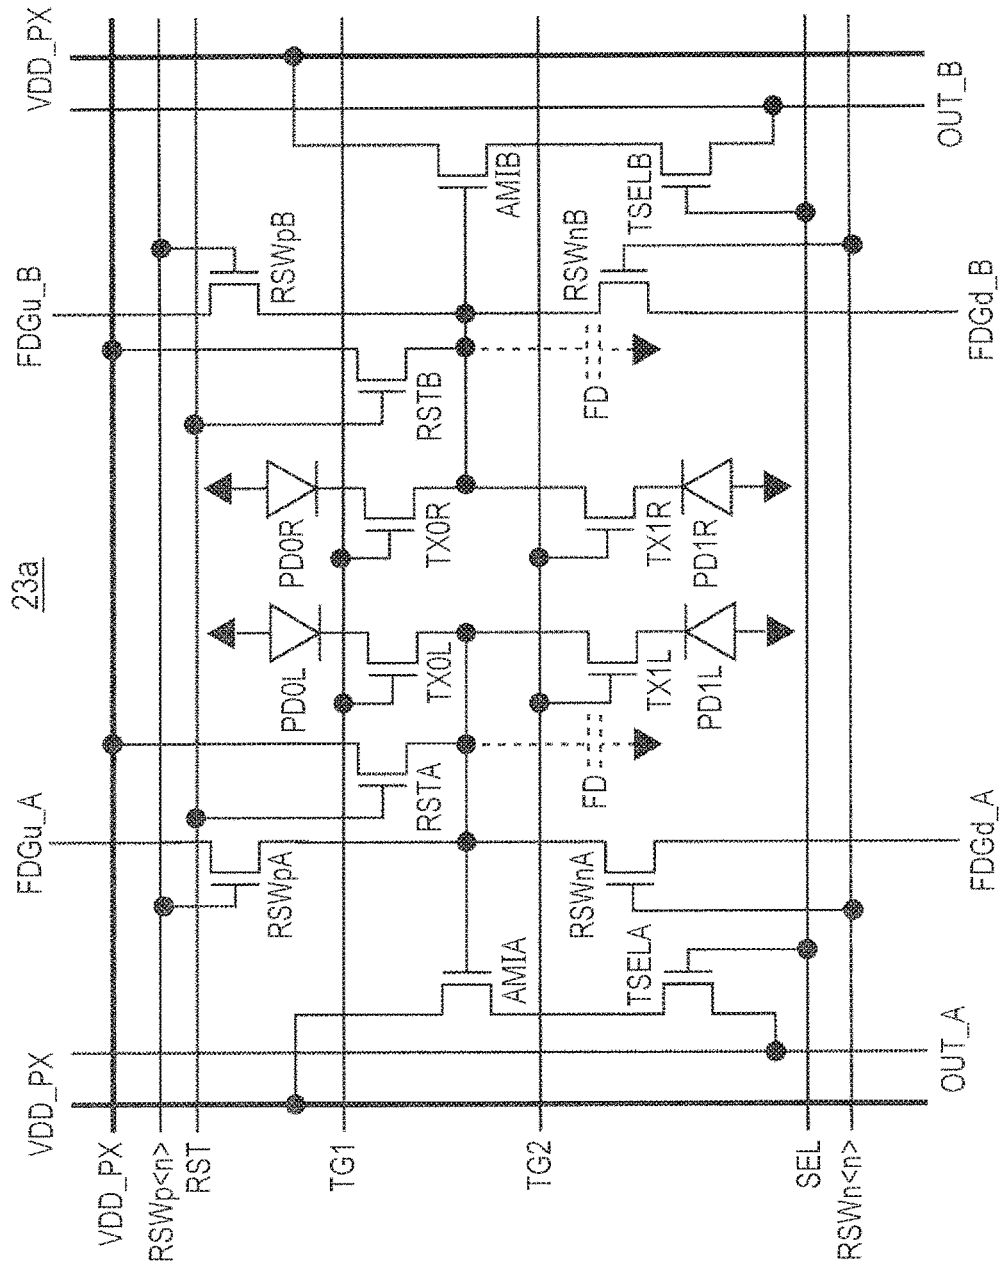 23a
VDD_PX
FDGu_A
FDGu_B
VDD_PX
VDD_PX
RSWp<n>
RST
TG1
TG2
SEL
RSWn<n>
RSWpA
RSTA
PD0L
TX0L
PD0R
TX0R
RSTB
RSWpB
AMIA
AMIB
RSWnA
TSELA
FD
TX1L
PD1L
TX1R
PD1R
FD
RSWnB
TSELB
OUT_A
FDGd_A
FDGd_B
OUT_B